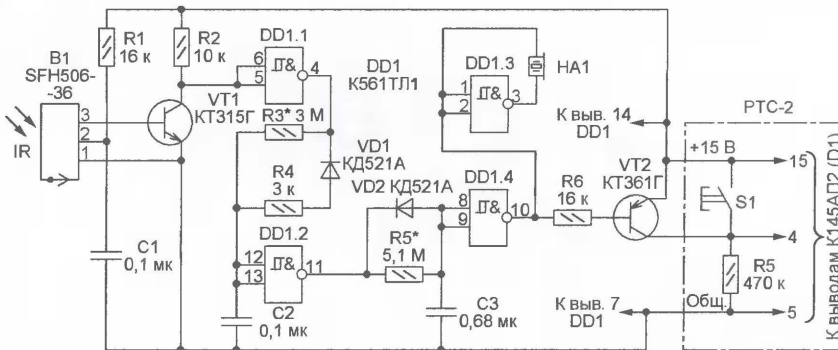 R1
16 к
R2
10 к
DD1.1
6
5
4
DD1
К561ТЛ1
DD1.3
1
2
3
HA1
B1
SFH506-
-36
3
2
1
IR
VT1
КТ315Г
R3* 3 М
VD1
КД521А
R4
3 к
VD2 КД521А
DD1.4
8
9
10
R6
16 к
К выв. 14
DD1
VT2
КТ361Г
РТС-2
+15 В
15
S1
4
R5
470 к
5
Общ.
К выводам К145АП2 (D1)
C1
0,1 мк
DD1.2
12
13
11
R5*
5,1 М
C2
0,1 мк
C3
0,68 мк
К выв. 7
DD1